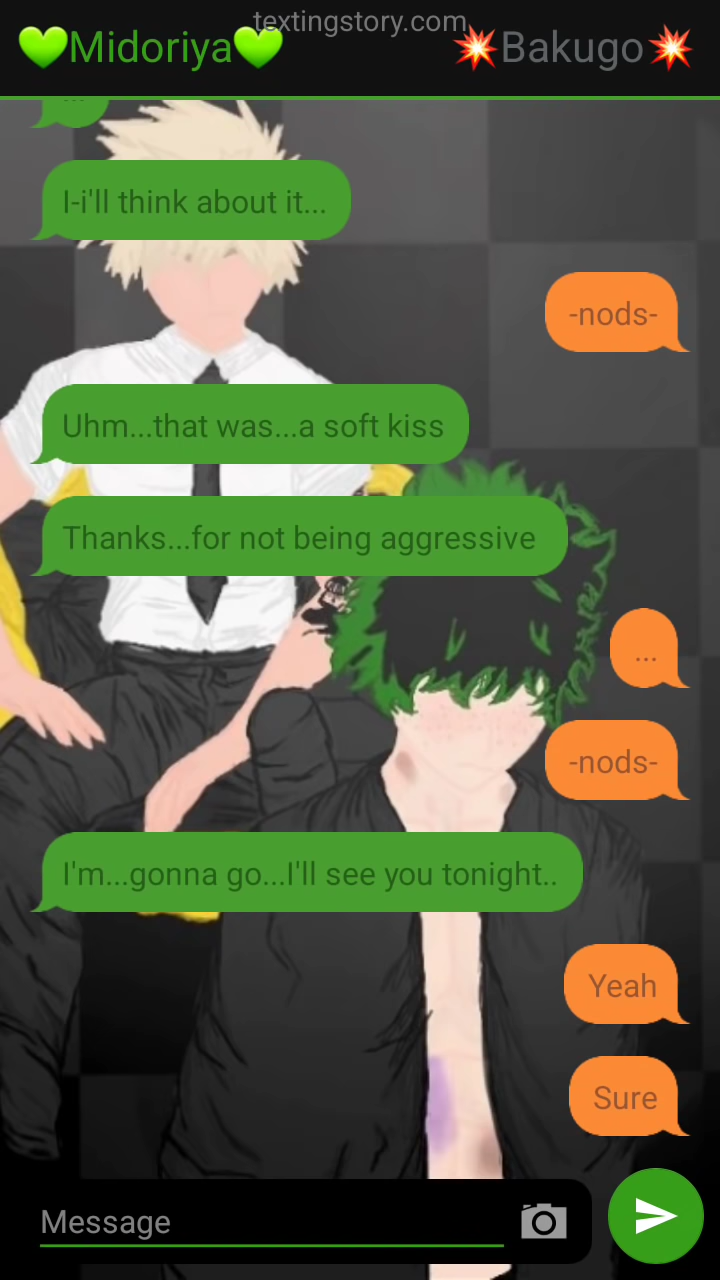 textingstory.com
💚Midoriya💚
💥Bakugo💥
...
I-i'll think about it...
-nods-
Uhm...that was...a soft kiss
Thanks...for not being aggressive
...
-nods-
I'm...gonna go...I'll see you tonight..
Yeah
Sure
Message